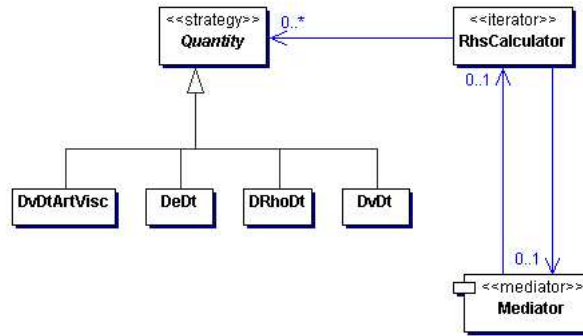 <<strategy>>
Quantity
0..*
<<iterator>>
RhsCalculator
0..1
DvDtArtVisc
DeDt
DRhoDt
DvDt
0..1
<<mediator>>
Mediator